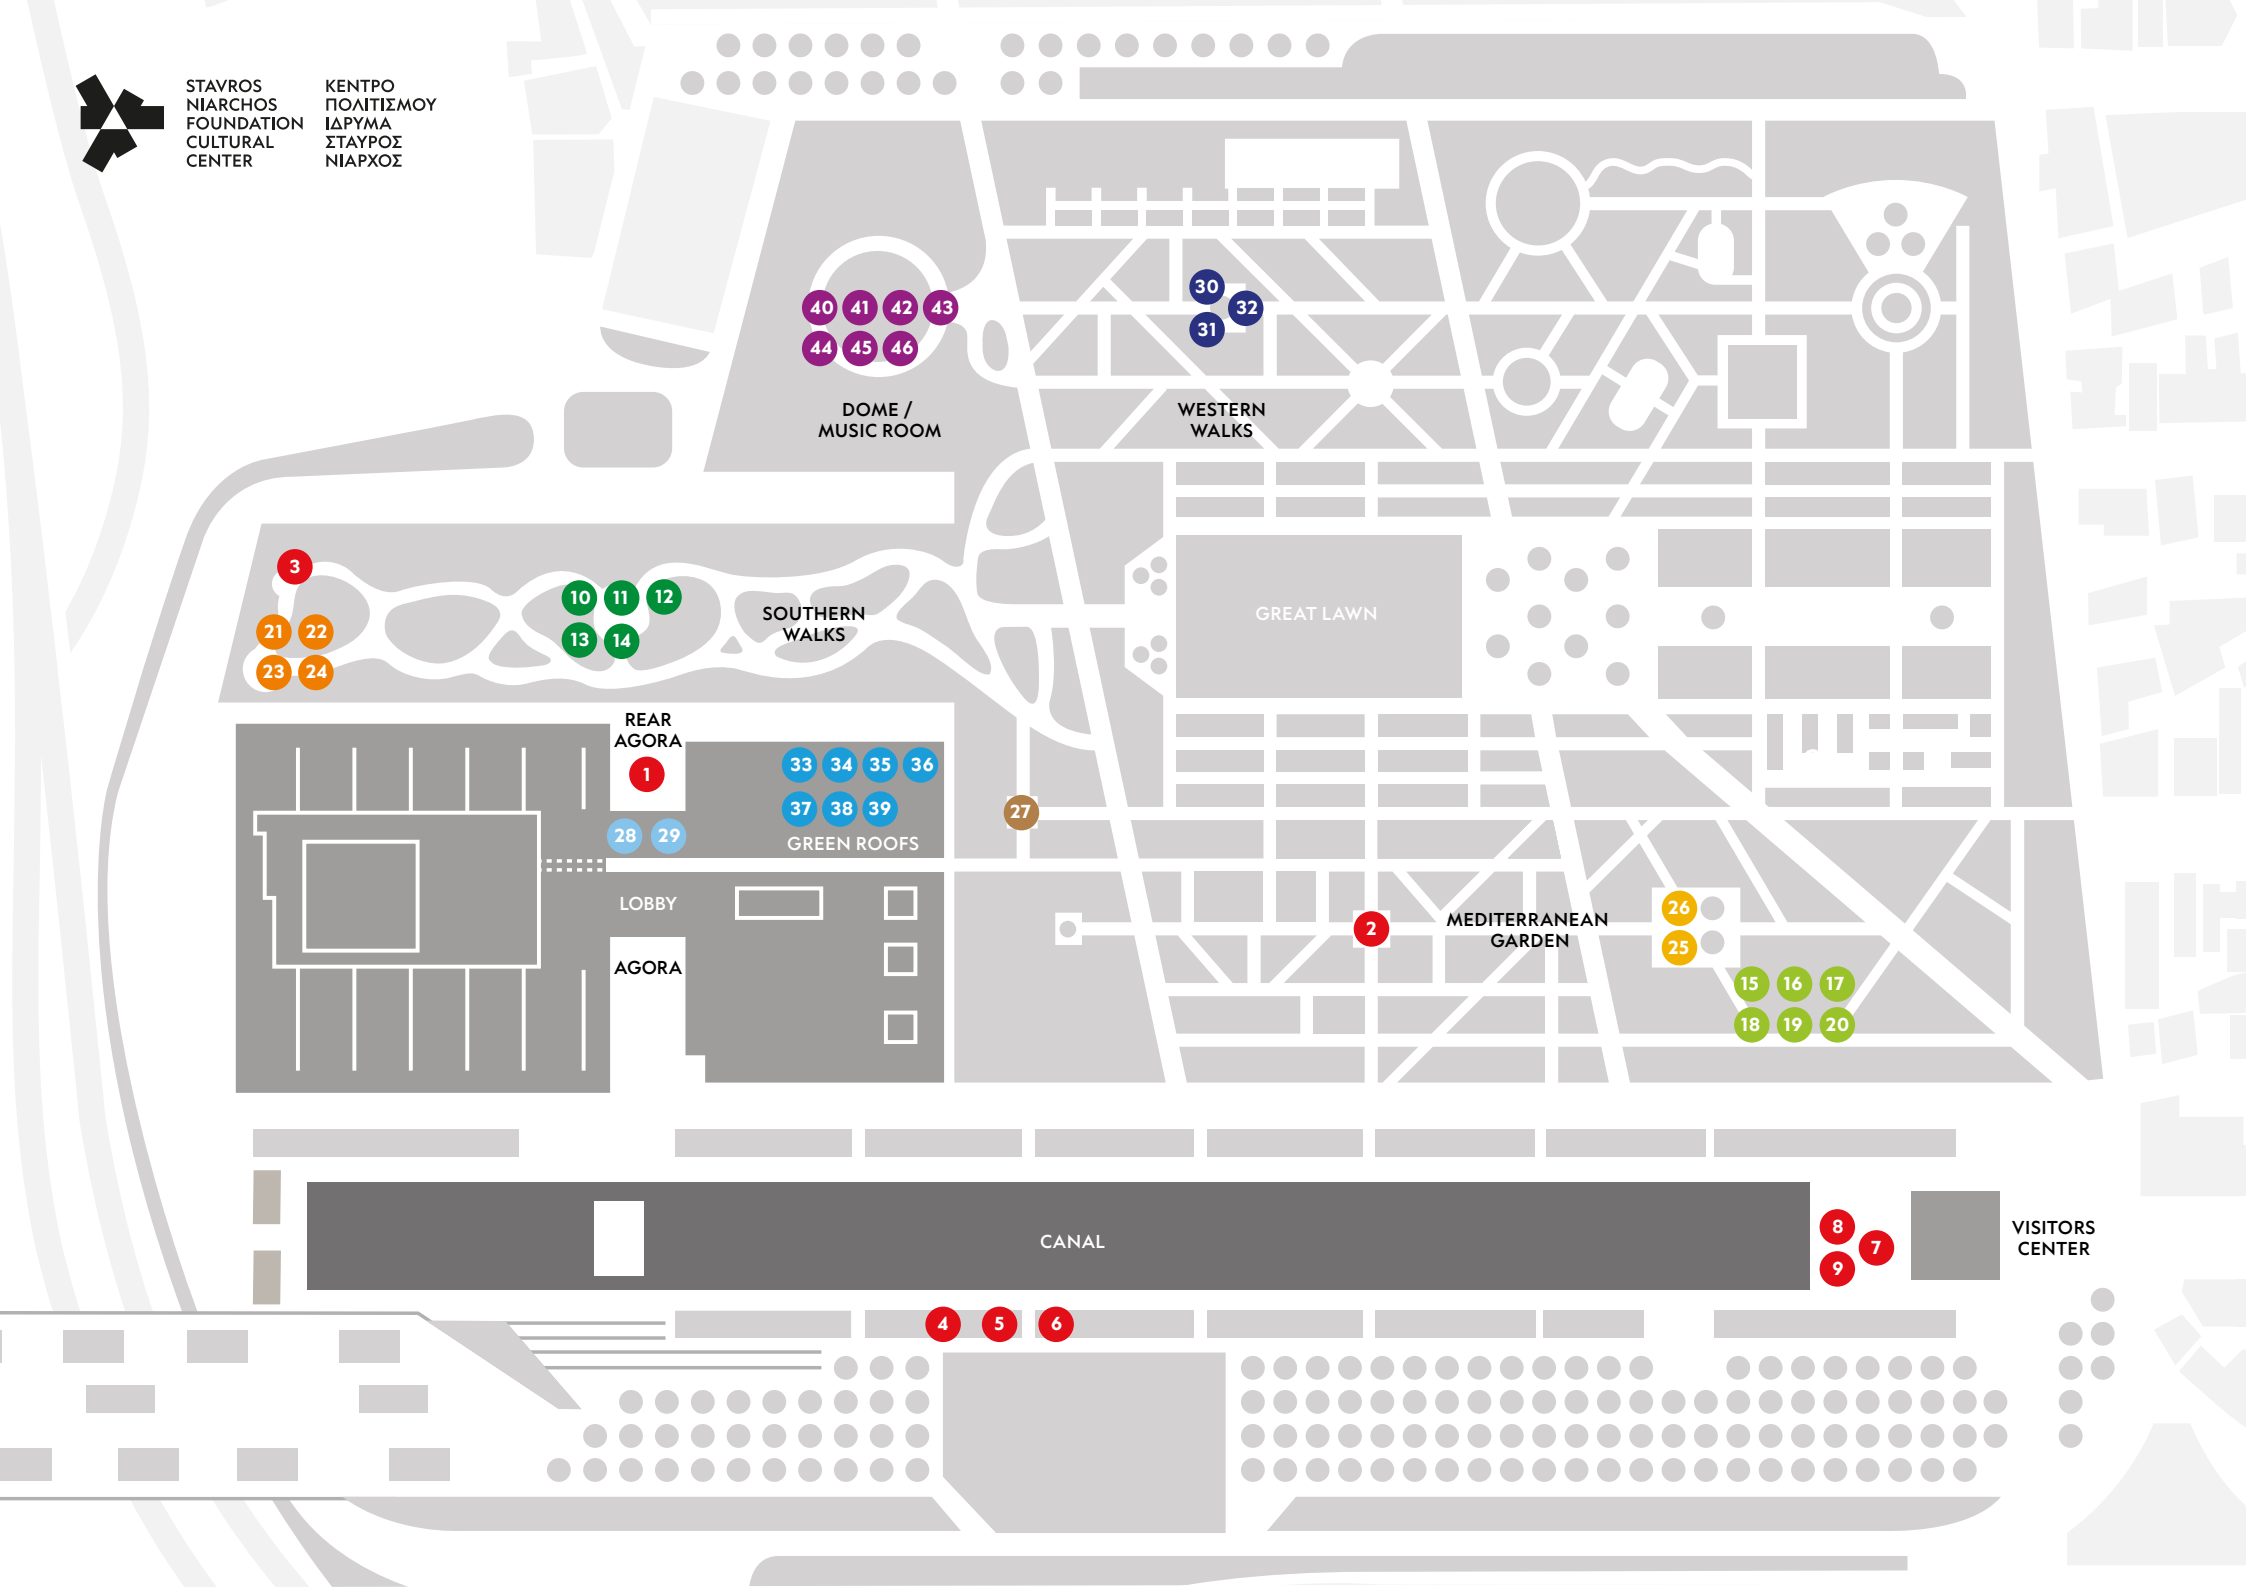 STAVROS
NIARCHOS
FOUNDATION
CULTURAL
CENTER
ΚΕΝΤΡΟ
ΠΟΛΙΤΙΣΜΟΥ
ΙΔΡΥΜΑ
ΣΤΑΥΡΟΣ
ΝΙΑΡΧΟΣ
30
32
31
40 41 42 43
44 45 46
DOME /
MUSIC ROOM
WESTERN
WALKS
3
10 11 12
13 14
21 22
23 24
SOUTHERN
WALKS
GREAT LAWN
REAR
AGORA
1
33 34 35 36
37 38 39
28 29
GREEN ROOFS
27
LOBBY
AGORA
2
MEDITERRANEAN
GARDEN
26
25
15 16 17
18 19 20
CANAL
8
7
9
VISITORS
CENTER
4 5 6